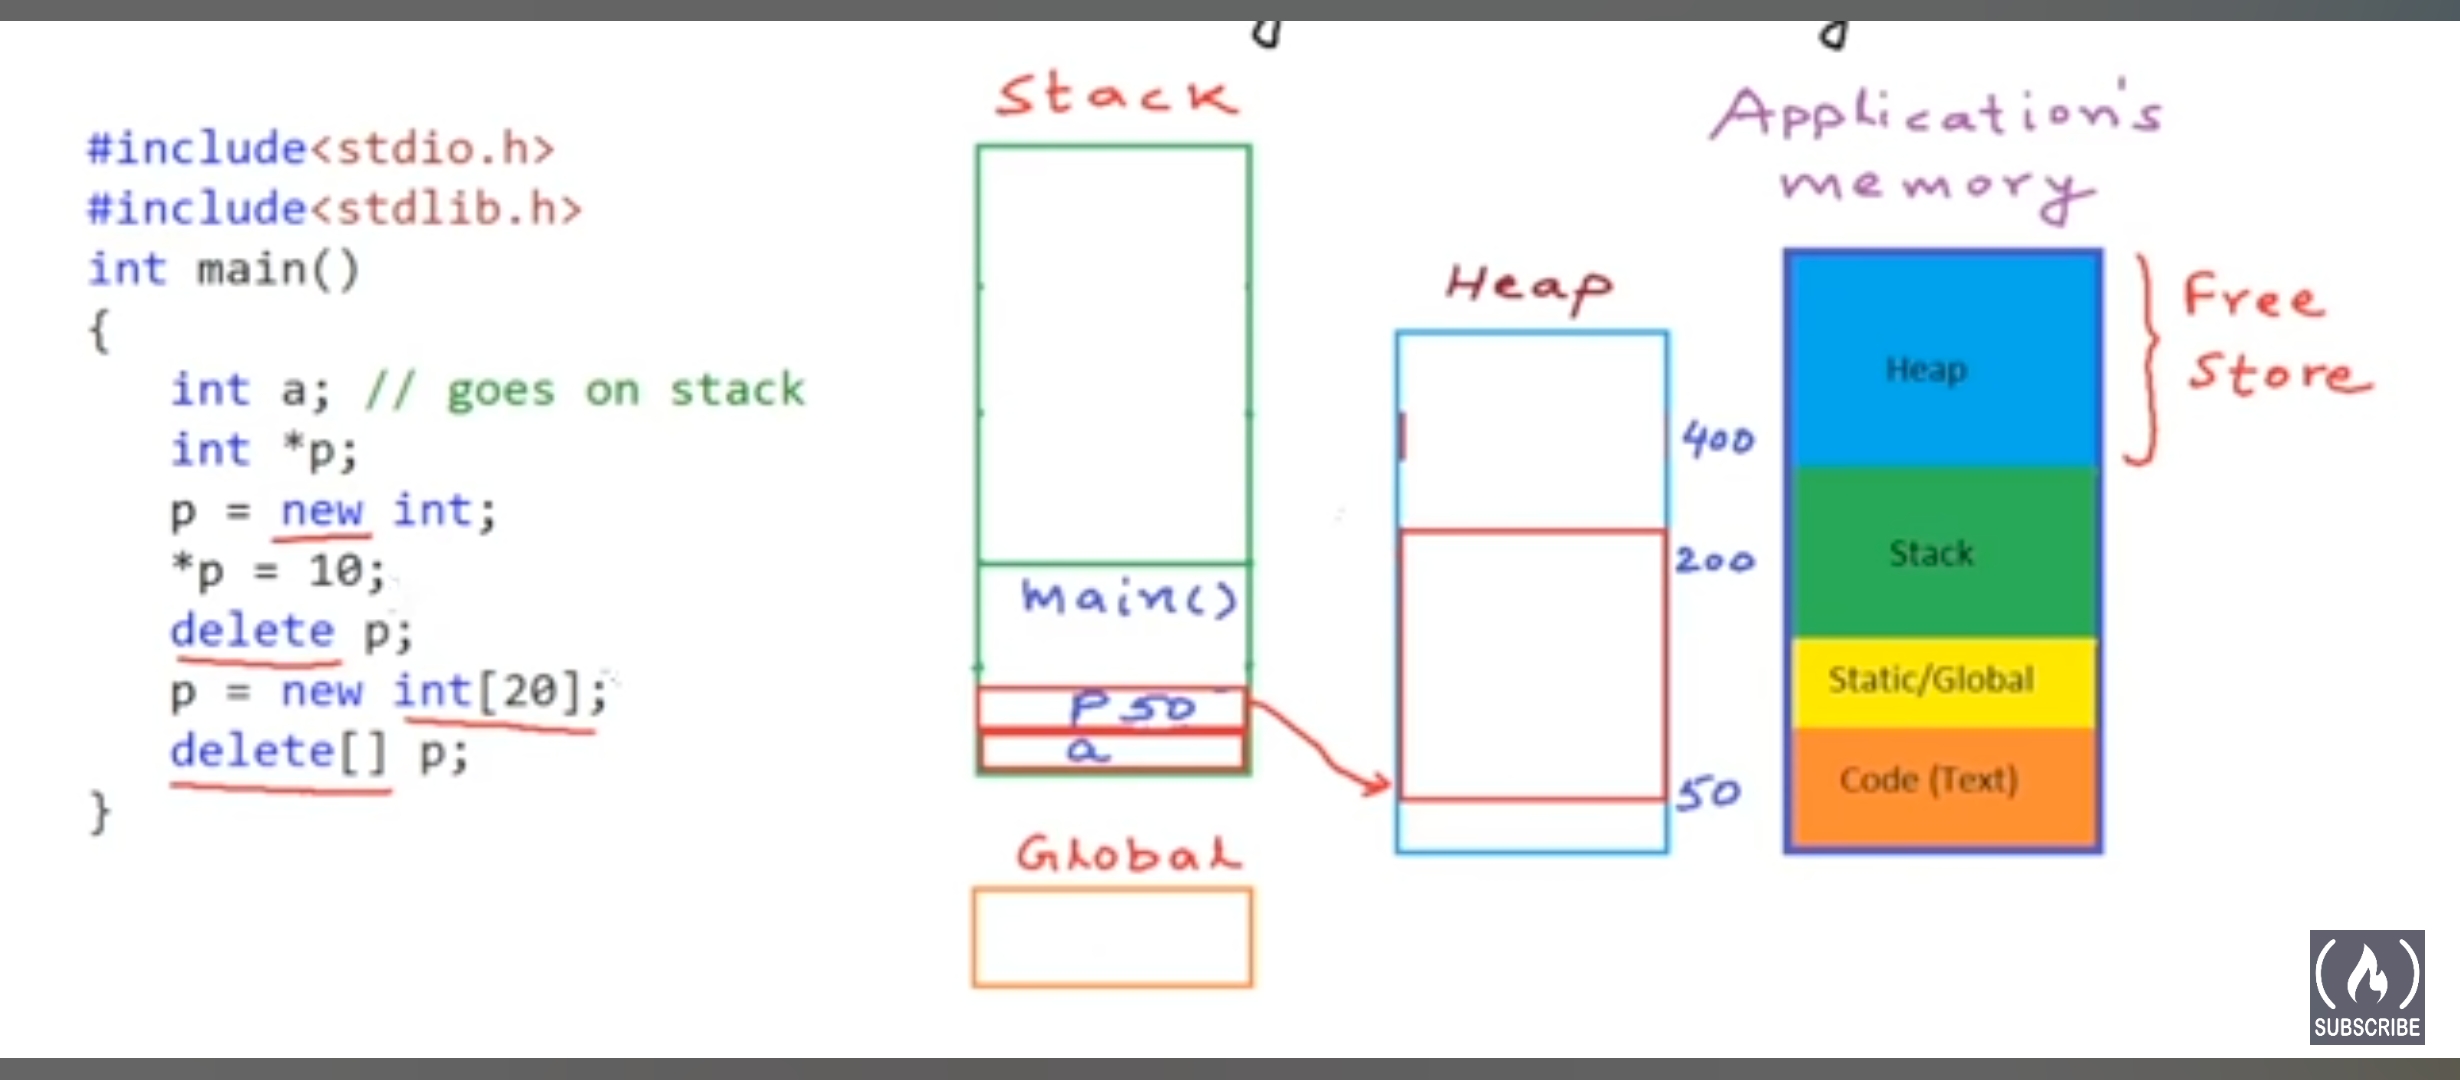 #include<stdio.h>
#include<stdlib.h>
int main()
{
int a; // goes on stack
int *p;
p = new int;
*p = 10;
delete p;
p = new int[20];
delete[] p;
}
Stack
main()
P 50
a
Global
Heap
400
200
50
Application's
memory
Heap
Stack
Static/Global
Code (Text)
Free
Store
SUBSCRIBE